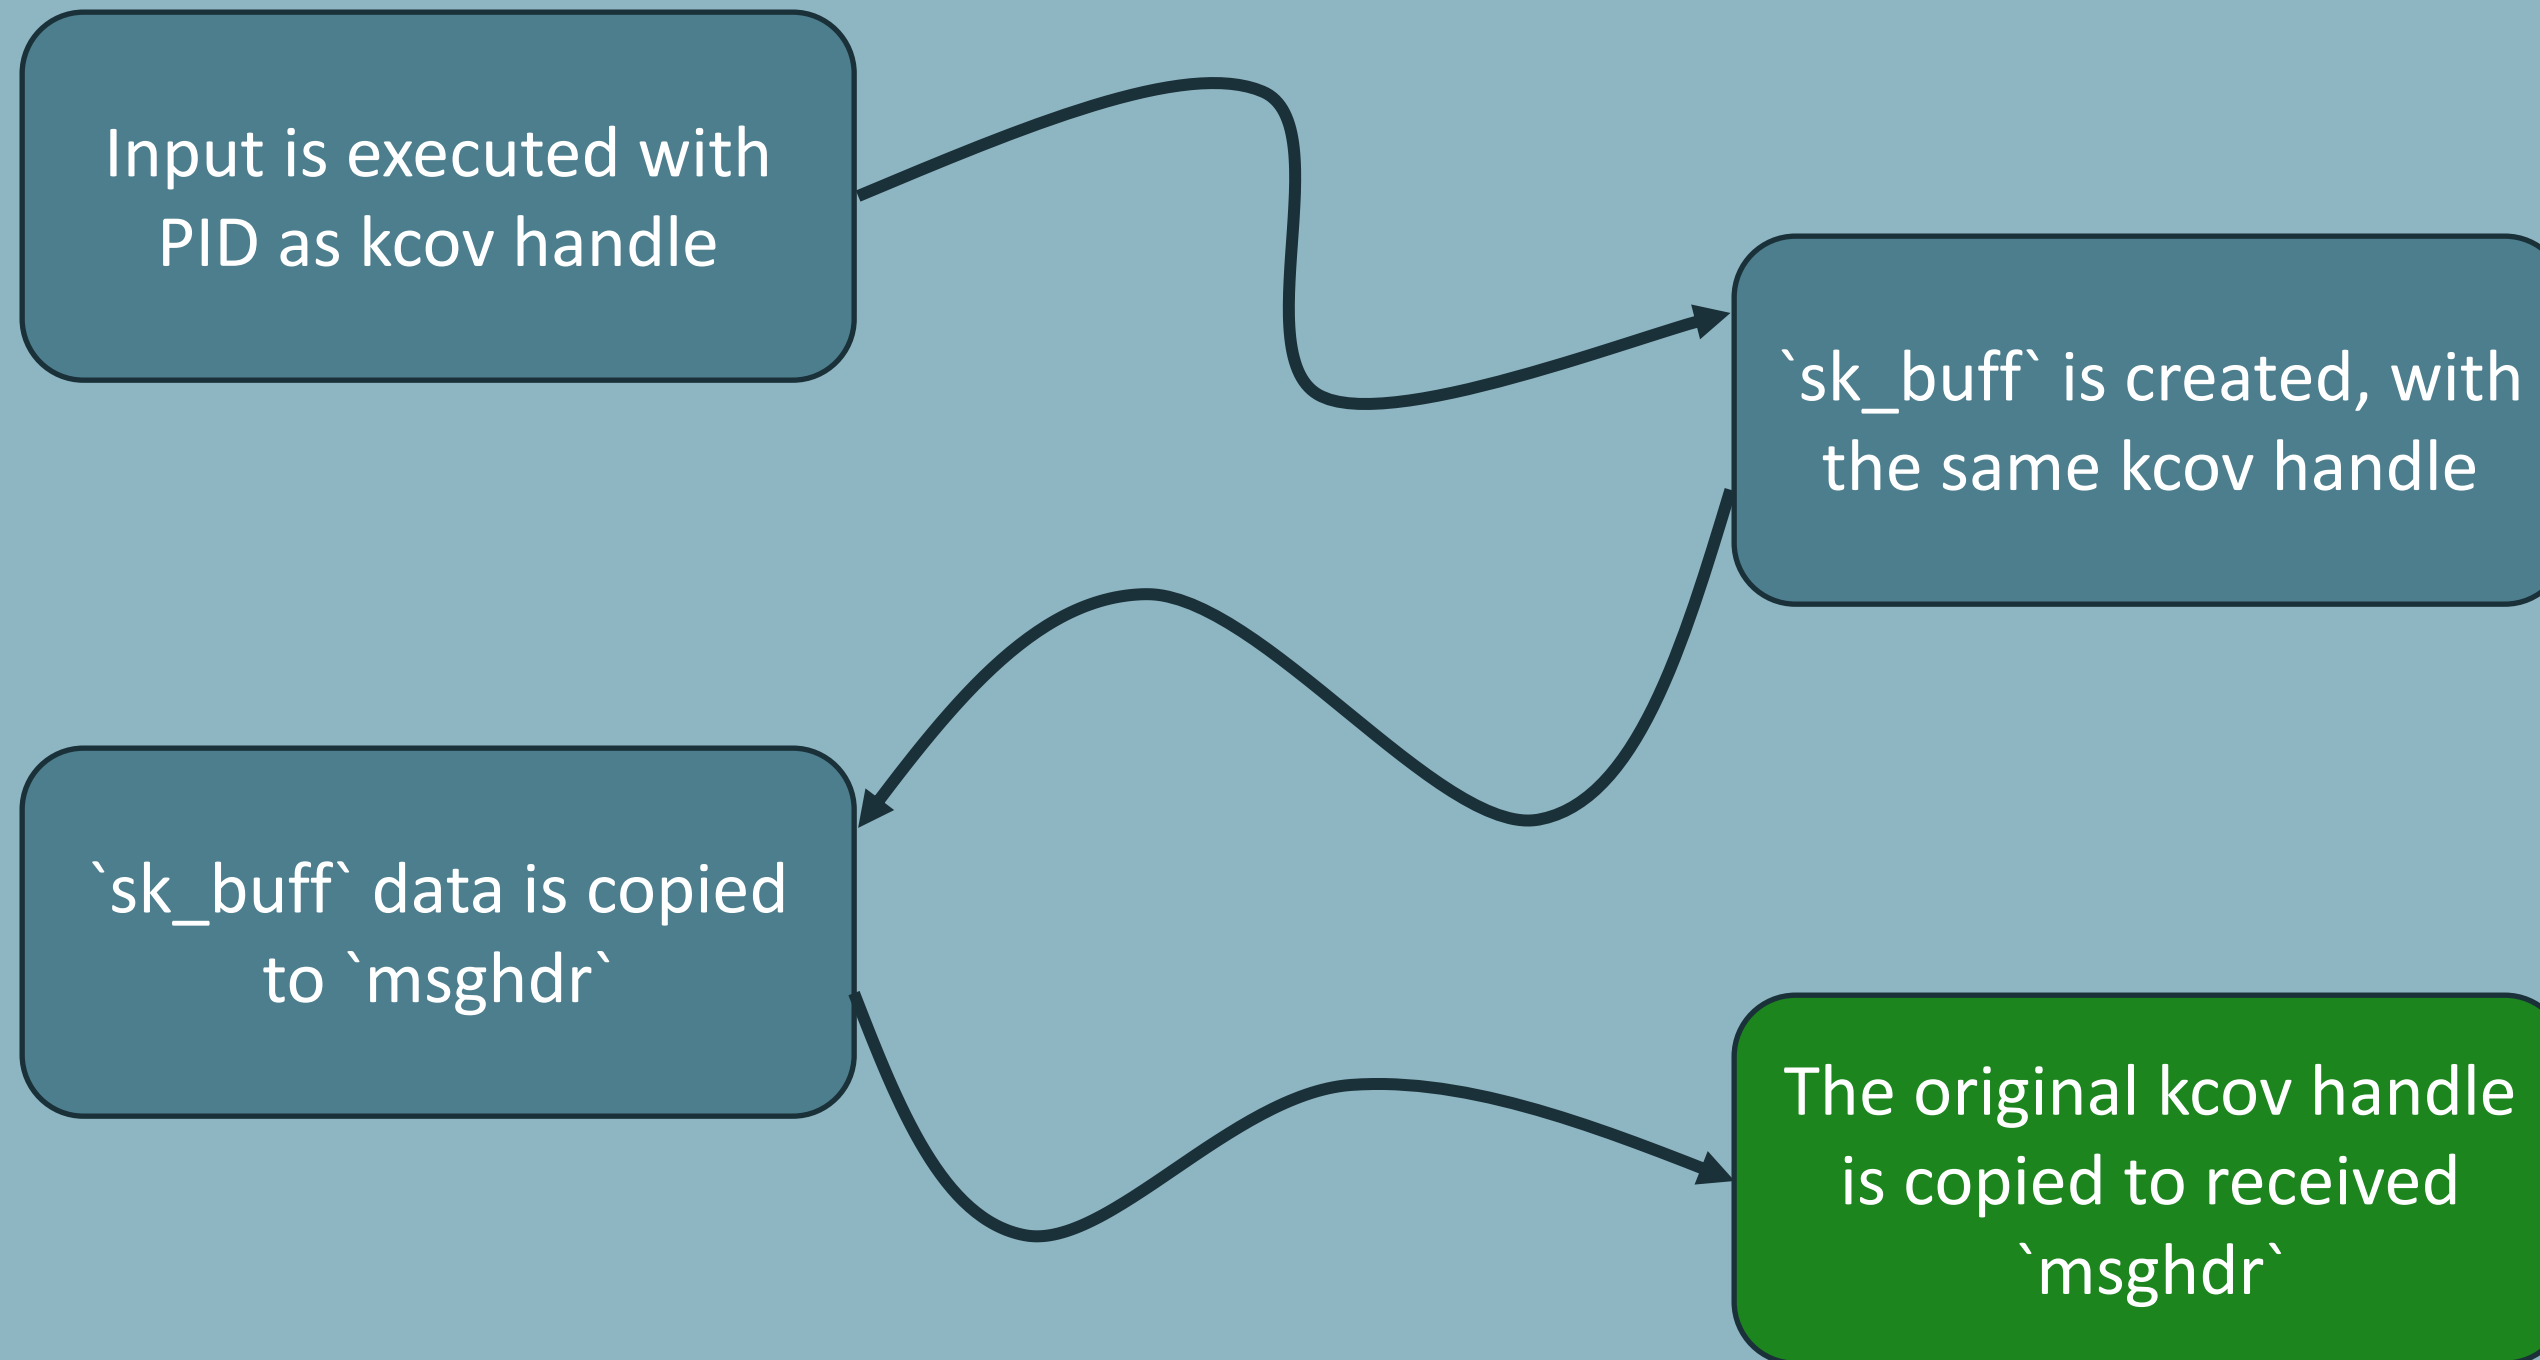 Input is executed with
PID as kcov handle
`sk_buff` is created, with
the same kcov handle
`sk_buff` data is copied
to `msghdr`
The original kcov handle
is copied to received
`msghdr`